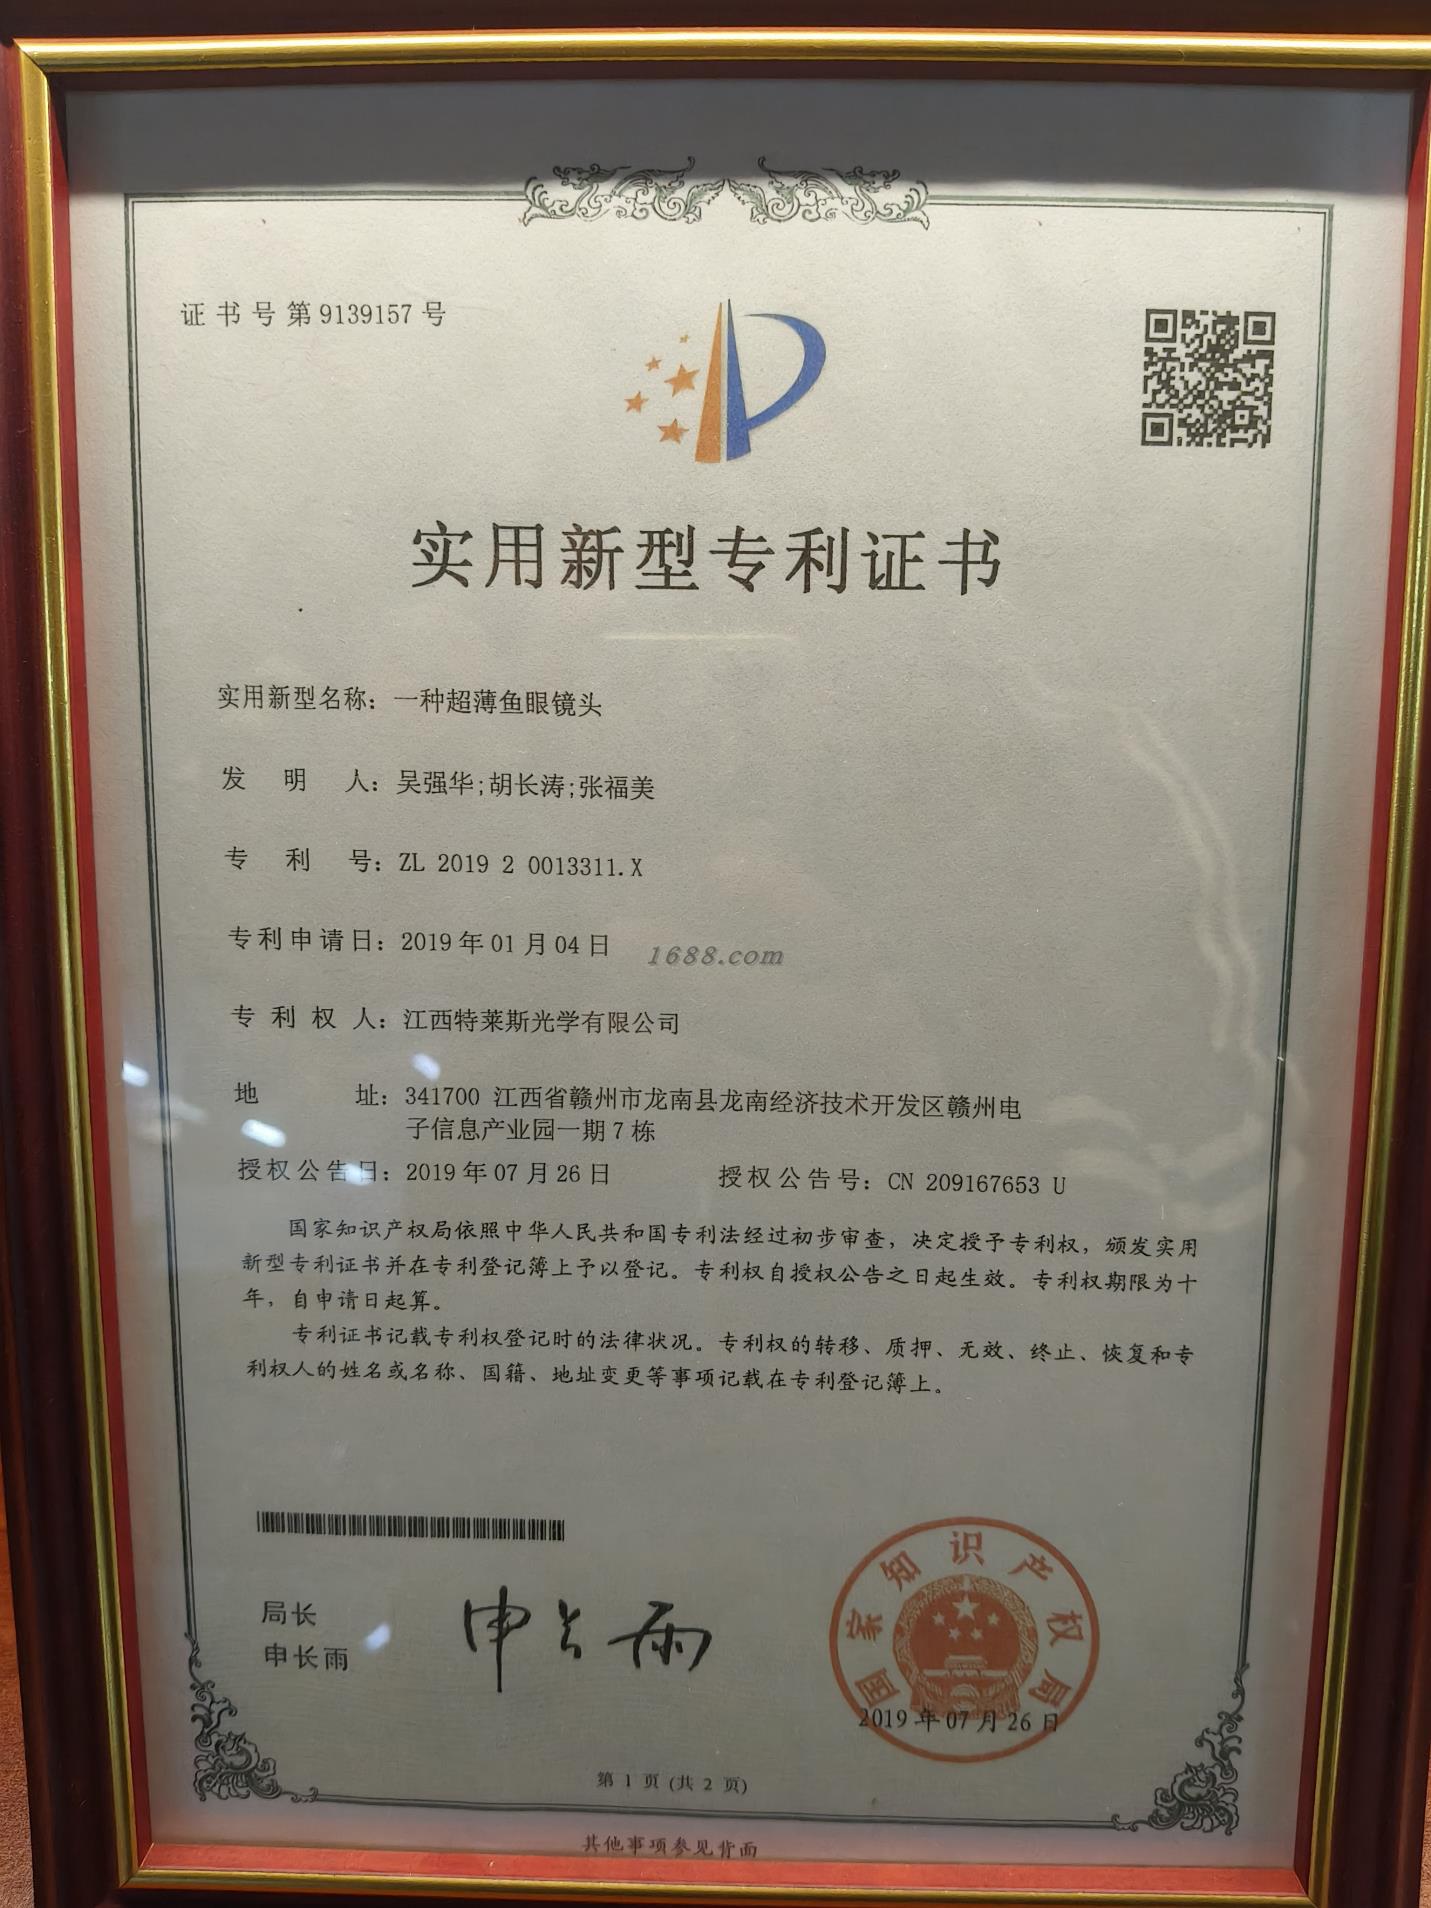 证书号第9139157号
实用新型专利证书
实用新型名称：一种超薄鱼眼镜头
发明人：吴强华;胡长涛;张福美
专利号：ZL 2019 2 0013311.X
专利申请日：2019年01月04日
1688.com
专利权人：江西特莱斯光学有限公司
地址：341700 江西省赣州市龙南县龙南经济技术开发区赣州电
子信息产业园一期7栋
授权公告日：2019年07月26日 授权公告号：CN 209167653 U
国家知识产权局依照中华人民共和国专利法经过初步审查，决定授予专利权，颁发实用
新型专利证书并在专利登记簿上予以登记。专利权自授权公告之日起生效。专利权期限为十
年，自申请日起算。
专利证书记载专利权登记时的法律状况。专利权的转移、质押、无效、终止、恢复和专
利权人的姓名或名称、国籍、地址变更等事项记载在专利登记簿上。
局长
申长雨
申长雨
国家知识产权局
2019年07月26日
第1页(共2页)
其他事项参见背面